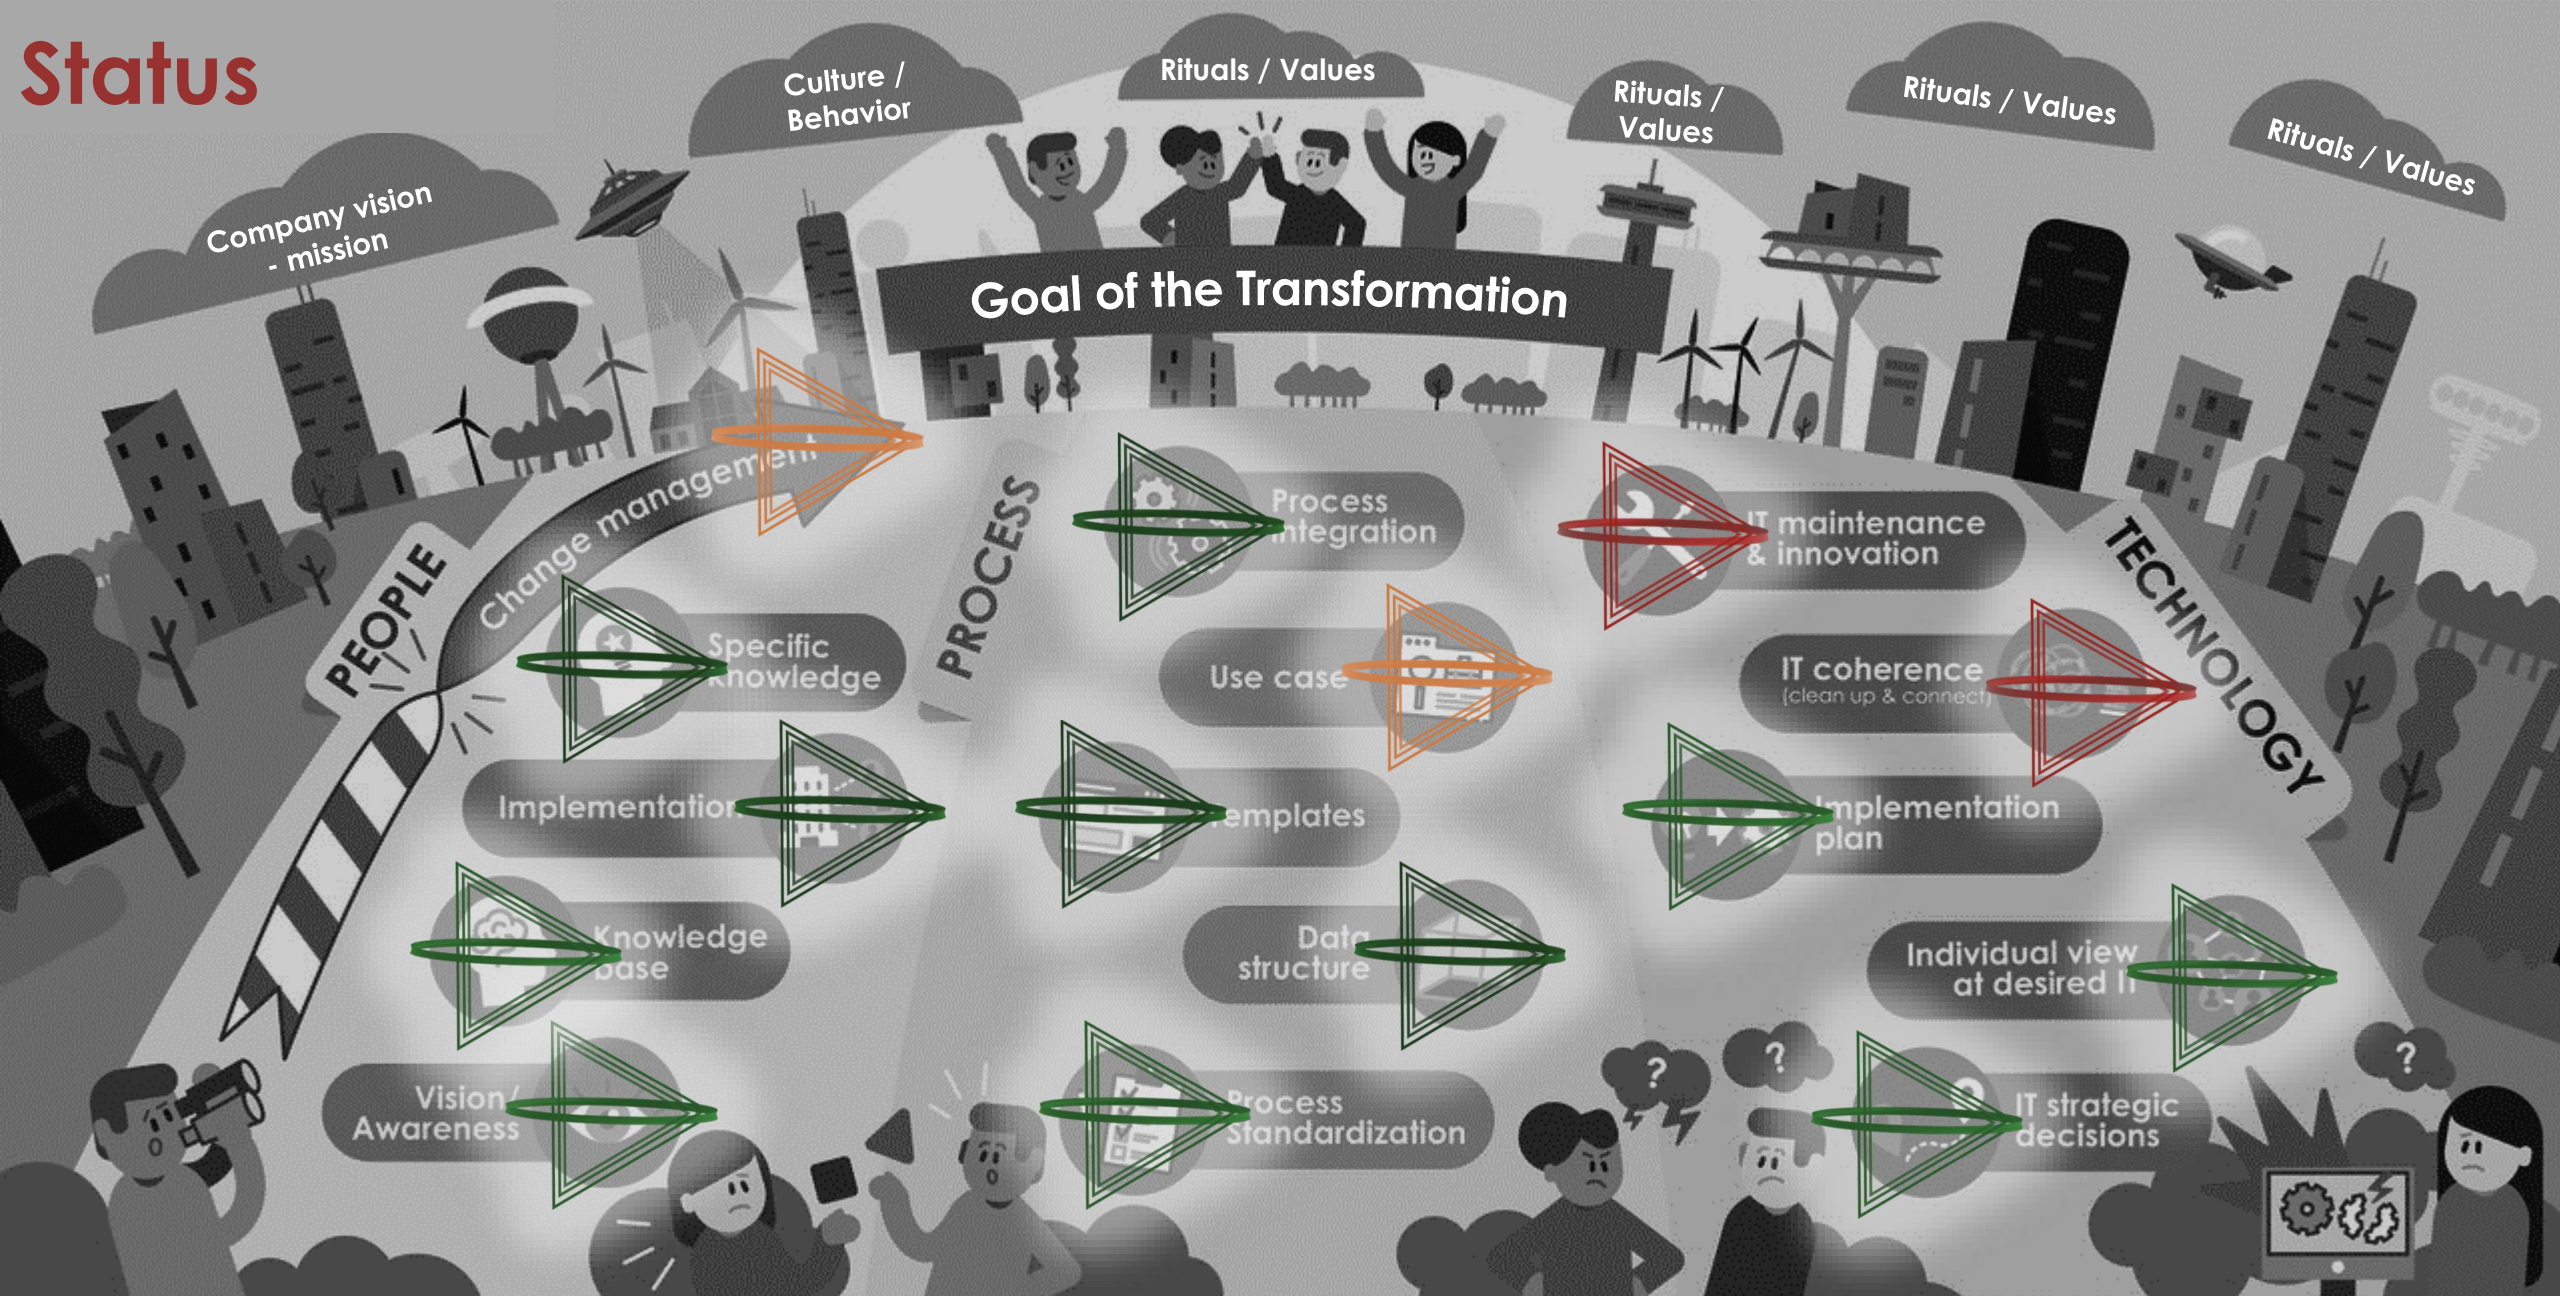 Status
Company vision
- mission
Culture /
Behavior
Rituals / Values
Rituals /
Values
Rituals / Values
Rituals / Values
Goal of the Transformation
PEOPLE
Change management
Specific
knowledge
Implementation
Knowledge
base
Vision/
Awareness
PROCESS
Process
integration
Use case
Templates
Data
structure
Process
Standardization
TECHNOLOGY
IT maintenance
& innovation
IT coherence
(clean up & connect)
Implementation
plan
Individual view
at desired IT
IT strategic
decisions
?
?
?